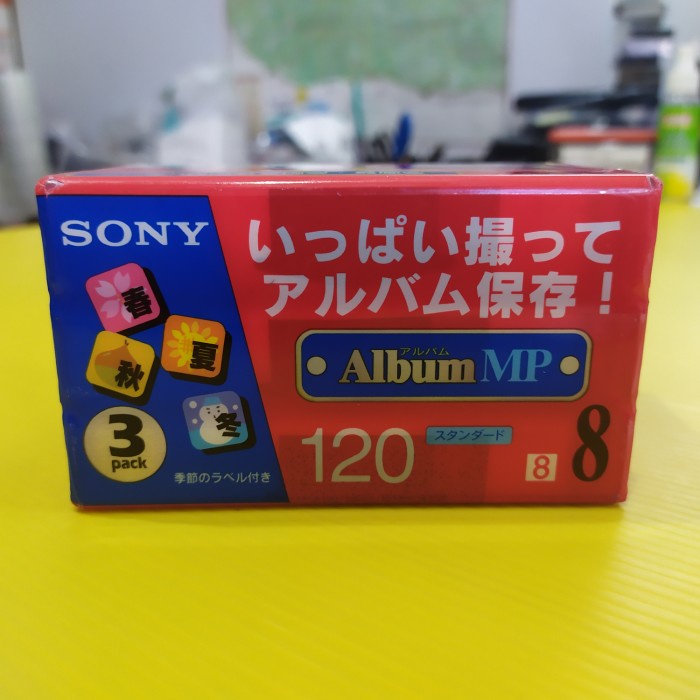 SONY
いっぱい撮って
アルバム保存！
春
夏
秋
冬
アルバム
Album MP
3
pack
季節のラベル付き
120
スタンダード
8
8